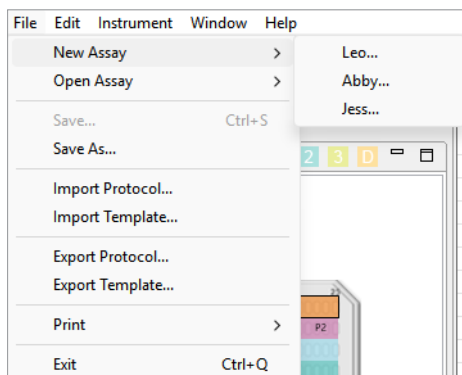 File Edit Instrument Window Help
New Assay > Leo...
Open Assay > Abby...
Jess...
Save... Ctrl+S
Save As...
2 3 D
Import Protocol...
Import Template...
Export Protocol...
Export Template...
Print >
P2
Exit Ctrl+Q